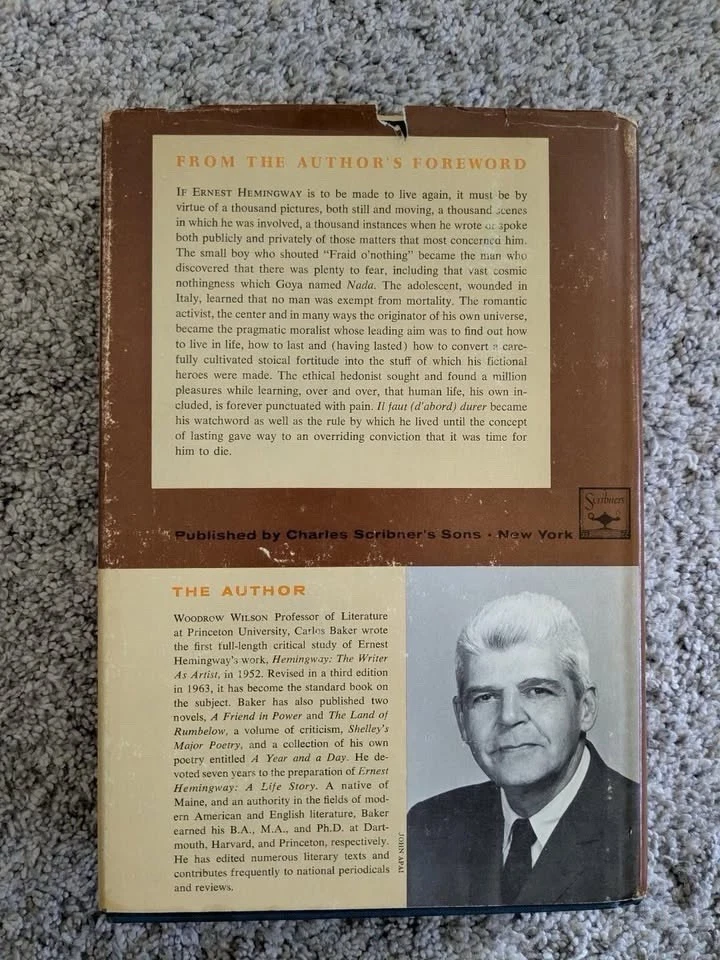 FROM THE AUTHOR'S FOREWORD
IF ERNEST HEMINGWAY is to be made to live again, it must be by
virtue of a thousand pictures, both still and moving, a thousand scenes
in which he was involved, a thousand instances when he wrote or spoke
both publicly and privately of those matters that most concerned him.
The small boy who shouted "Fraid o'nothing" became the man who
discovered that there was plenty to fear, including that vast cosmic
nothingness which Goya named Nada. The adolescent, wounded in
Italy, learned that no man was exempt from mortality. The romantic
activist, the center and in many ways the originator of his own universe,
became the pragmatic moralist whose leading aim was to find out how
to live in life, how to last and (having lasted) how to convert a care-
fully cultivated stoical fortitude into the stuff of which his fictional
heroes were made. The ethical hedonist sought and found a million
pleasures while learning, over and over, that human life, his own in-
cluded, is forever punctuated with pain. Il faut (d'abord) durer became
his watchword as well as the rule by which he lived until the concept
of lasting gave way to an overriding conviction that it was time for
him to die.
Scribners
Published by Charles Scribner's Sons · New York
THE AUTHOR
WOODROW WILSON Professor of Literature
at Princeton University, Carlos Baker wrote
the first full-length critical study of Ernest
Hemingway's work, Hemingway: The Writer
As Artist, in 1952. Revised in a third edition
in 1963, it has become the standard book on
the subject. Baker has also published two
novels, A Friend in Power and The Land of
Rumbelow, a volume of criticism, Shelley's
Major Poetry, and a collection of his own
poetry entitled A Year and a Day. He de-
voted seven years to the preparation of Ernest
Hemingway: A Life Story. A native of
Maine, and an authority in the fields of mod-
ern American and English literature, Baker
earned his B.A., M.A., and Ph.D. at Dart-
mouth, Harvard, and Princeton, respectively.
He has edited numerous literary texts and
contributes frequently to national periodicals
and reviews.
JOHN APAI